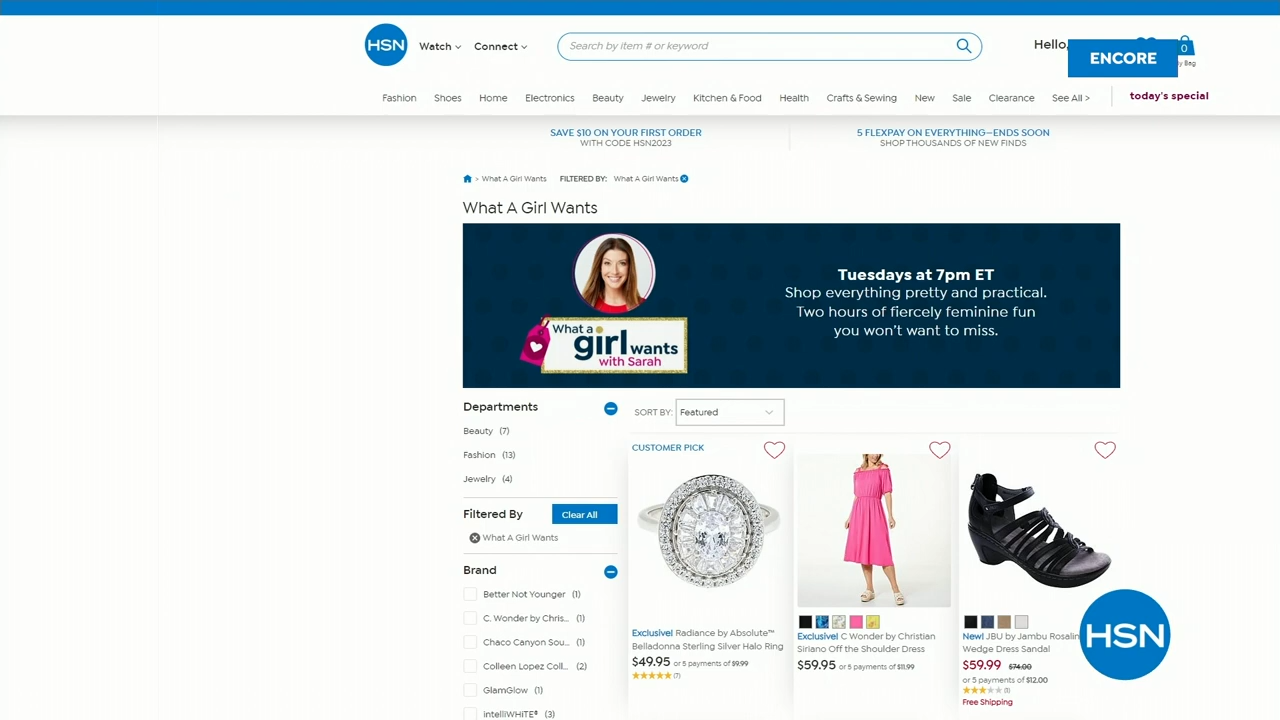 HSN
Watch
Connect
Search by item # or keyword
Hello,
0
ENCORE
Bag
Fashion
Shoes
Home
Electronics
Beauty
Jewelry
Kitchen & Food
Health
Crafts & Sewing
New
Sale
Clearance
See All >
today's special
SAVE $10 ON YOUR FIRST ORDER
WITH CODE HSN2023
5 FLEXPAY ON EVERYTHING—ENDS SOON
SHOP THOUSANDS OF NEW FINDS
> What A Girl Wants
FILTERED BY: What A Girl Wants
What A Girl Wants
What a
girl wants
with Sarah
Tuesdays at 7pm ET
Shop everything pretty and practical.
Two hours of fiercely feminine fun
you won't want to miss.
Departments
Beauty (7)
Fashion (13)
Jewelry (4)
Filtered By
Clear All
What A Girl Wants
Brand
Better Not Younger (1)
C. Wonder by Chris... (1)
Chaco Canyon Sou... (1)
Colleen Lopez Coll... (2)
GlamGlow (1)
intelliWHiTE® (3)
SORT BY: Featured
CUSTOMER PICK
Exclusive! Radiance by Absolute™
Belladonna Sterling Silver Halo Ring
$49.95 or 5 payments of $9.99
(7)
Exclusive! C Wonder by Christian
Siriano Off the Shoulder Dress
$59.95 or 5 payments of $11.99
New! JBU by Jambu Rosalin
Wedge Dress Sandal
$59.99 $74.00
or 5 payments of $12.00
Free Shipping
HSN